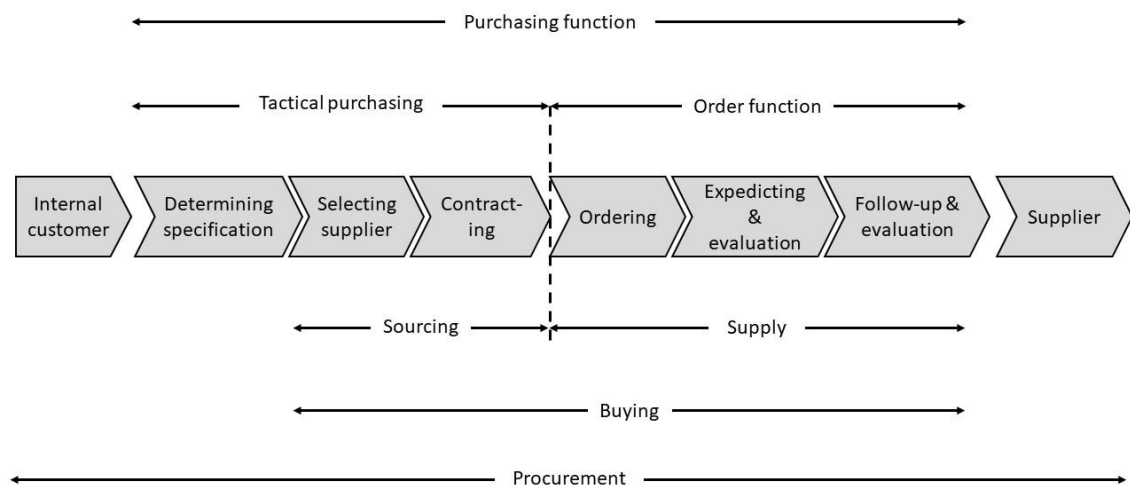 Purchasing function
Tactical purchasing
Order function
Internal
customer
Determining
specification
Selecting
supplier
Contract-
ing
Ordering
Expedicting
&
evaluation
Follow-up &
evaluation
Supplier
Sourcing
Supply
Buying
Procurement